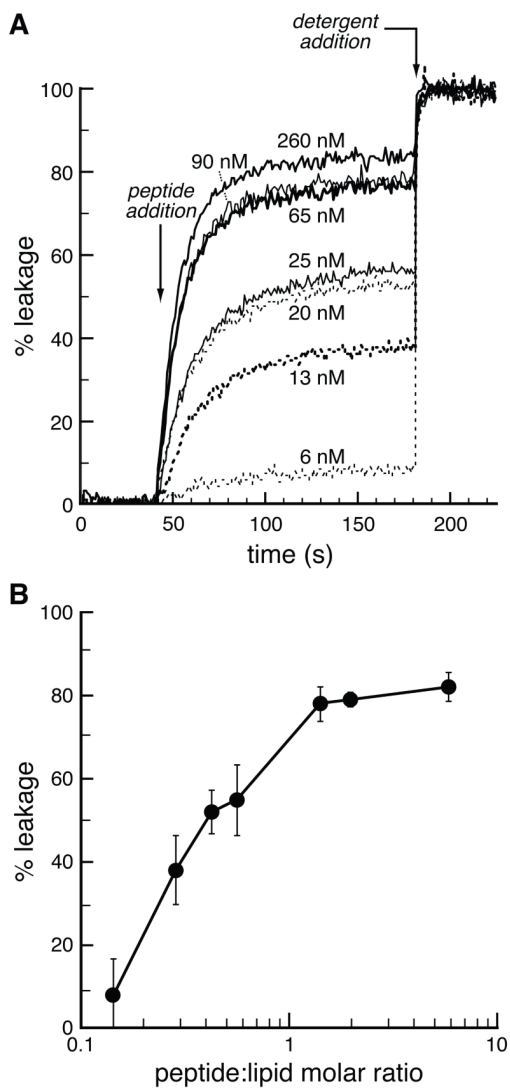 A
detergent
addition
100
80
60
40
20
0
% leakage
peptide
addition
260 nM
90 nM
65 nM
25 nM
20 nM
13 nM
6 nM
0
50
100
150
200
time (s)
B
100
80
60
40
20
0
% leakage
0.1
1
10
peptide:lipid molar ratio